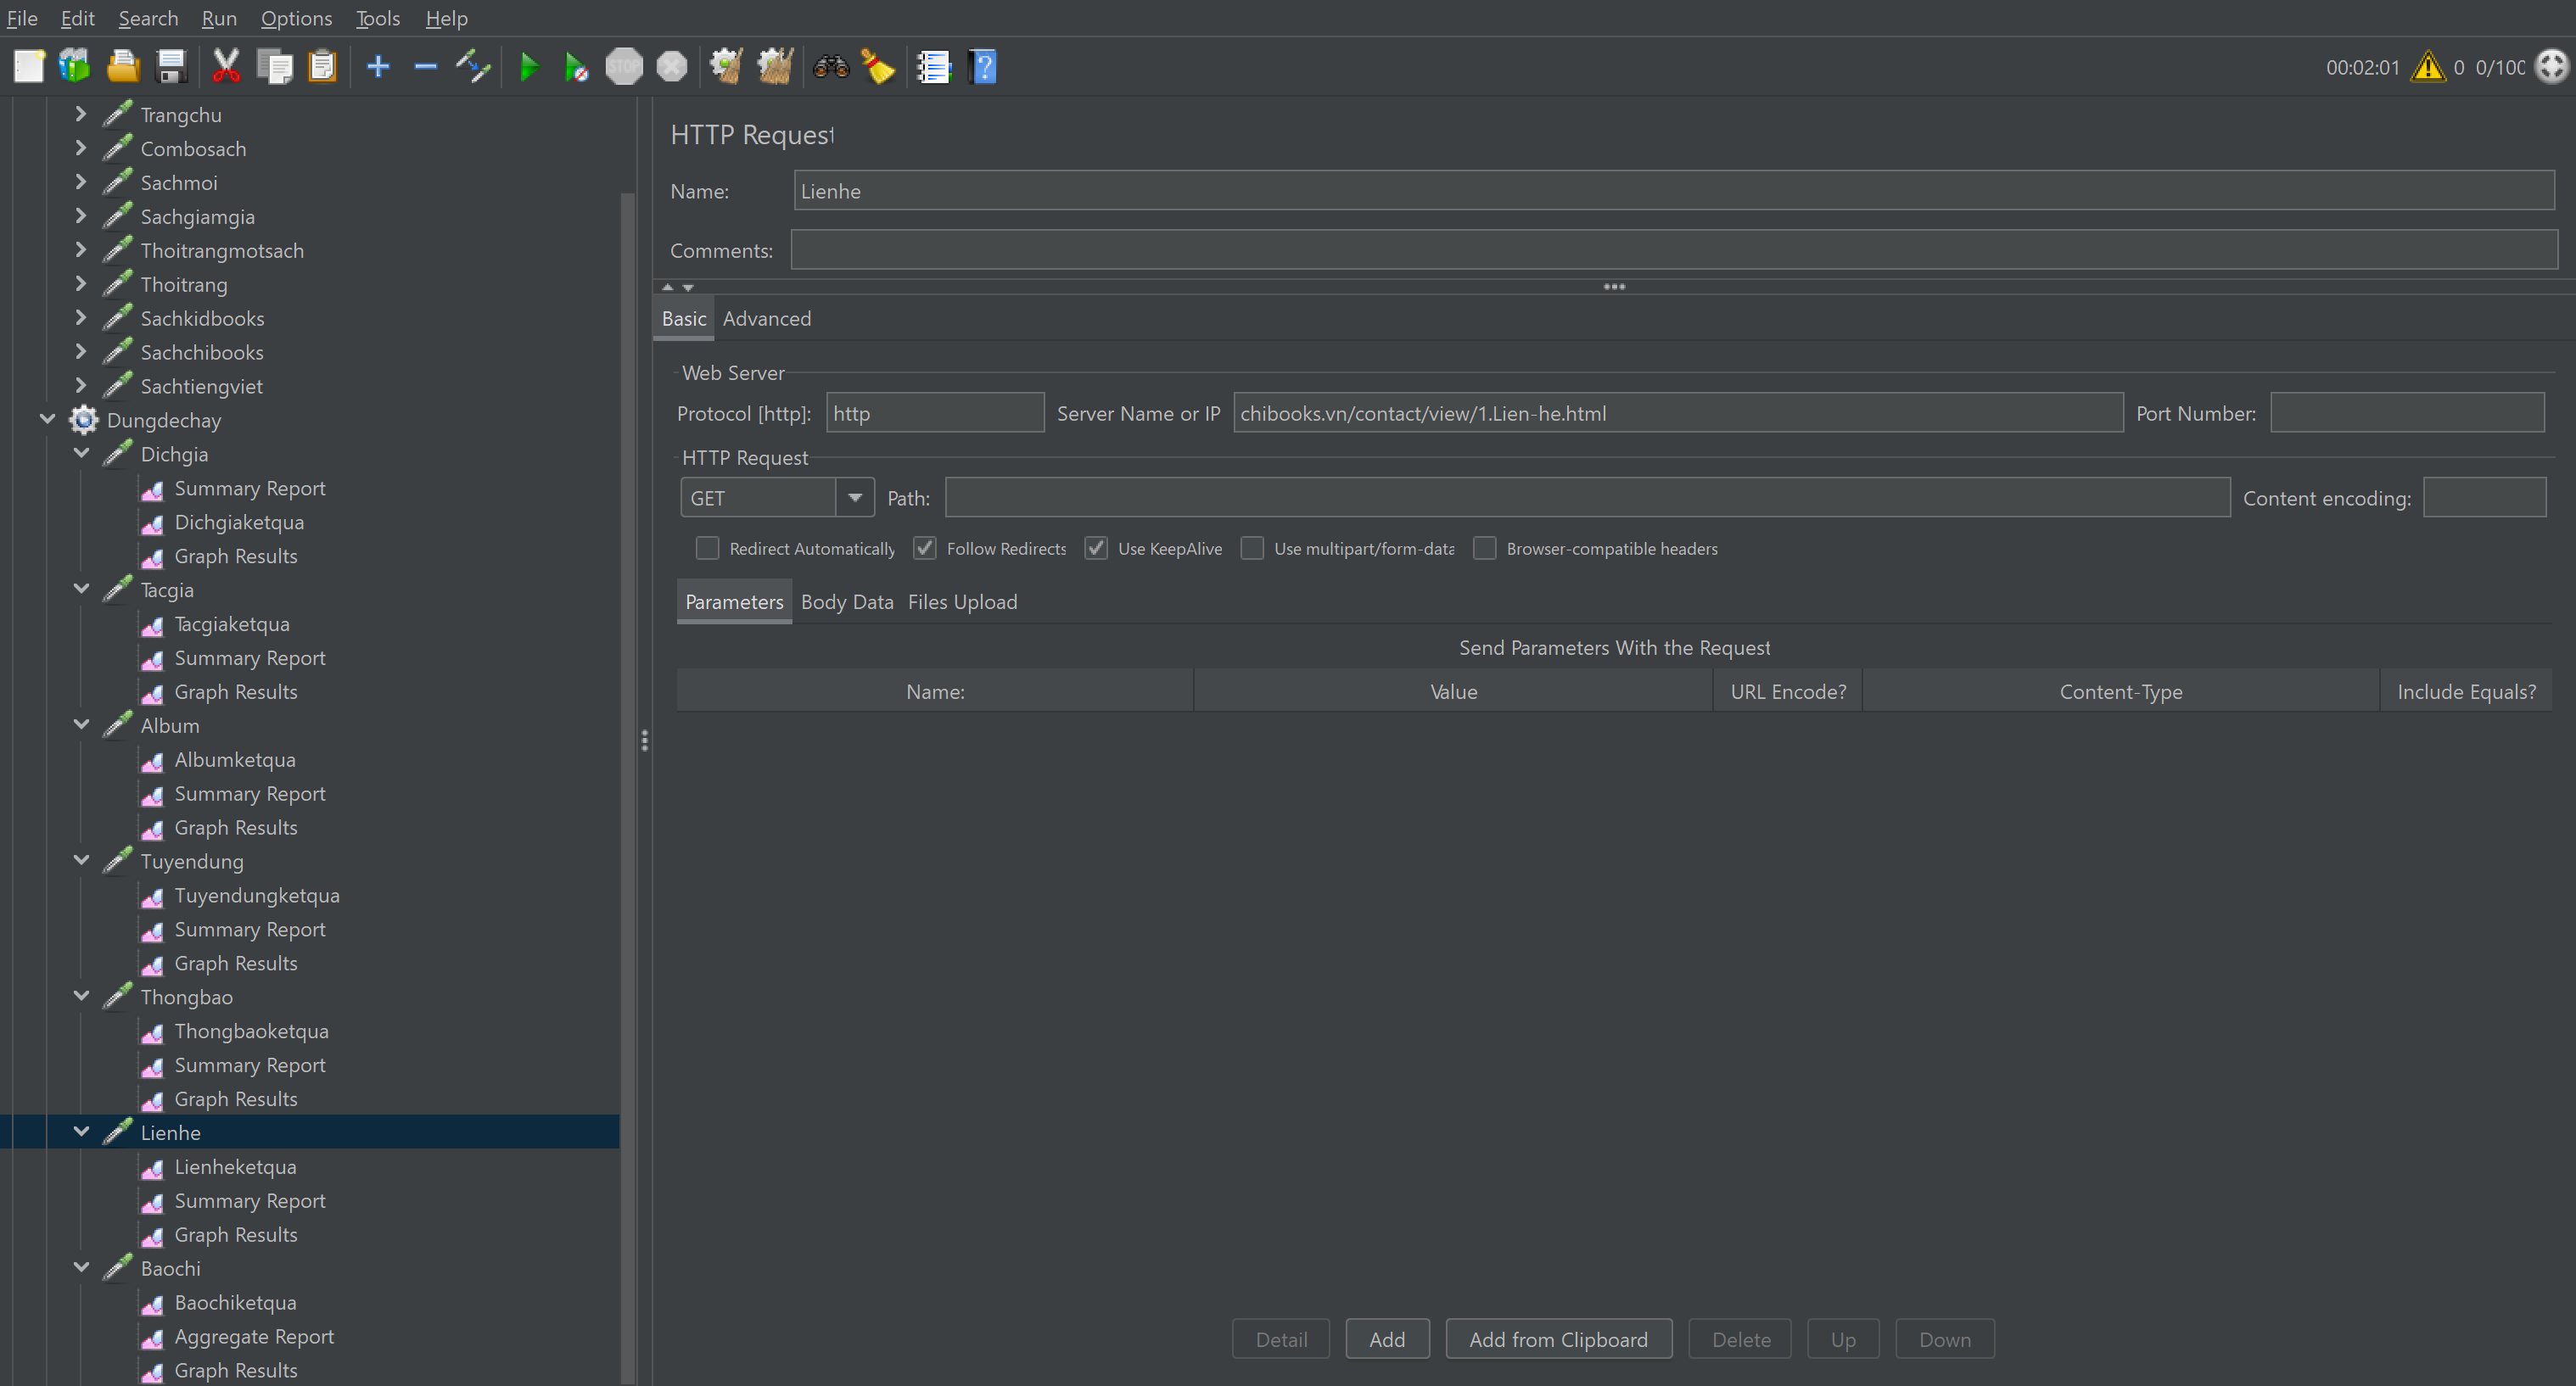 File Edit Search Run Options Tools Help
STOP
00:02:01 0 0/100
Trangchu
Combosach
Sachmoi
Sachgiamgia
Thoitrangmotsach
Thoitrang
Sachkidbooks
Sachchibooks
Sachtiengviet
Dungdechay
Dichgia
Summary Report
Dichgiaketqua
Graph Results
Tacgia
Tacgiaketqua
Summary Report
Graph Results
Album
Albumketqua
Summary Report
Graph Results
Tuyendung
Tuyendungketqua
Summary Report
Graph Results
Thongbao
Thongbaoketqua
Summary Report
Graph Results
Lienhe
Lienheketqua
Summary Report
Graph Results
Baochi
Baochiketqua
Aggregate Report
Graph Results
HTTP Request
Name: Lienhe
Comments:
Basic Advanced
Web Server
Protocol [http]: http Server Name or IP chibooks.vn/contact/view/1.Lien-he.html Port Number:
HTTP Request
GET Path: Content encoding:
Redirect Automatically Follow Redirects Use KeepAlive Use multipart/form-data Browser-compatible headers
Parameters Body Data Files Upload
Send Parameters With the Request
Name: Value URL Encode? Content-Type Include Equals?
Detail Add Add from Clipboard Delete Up Down